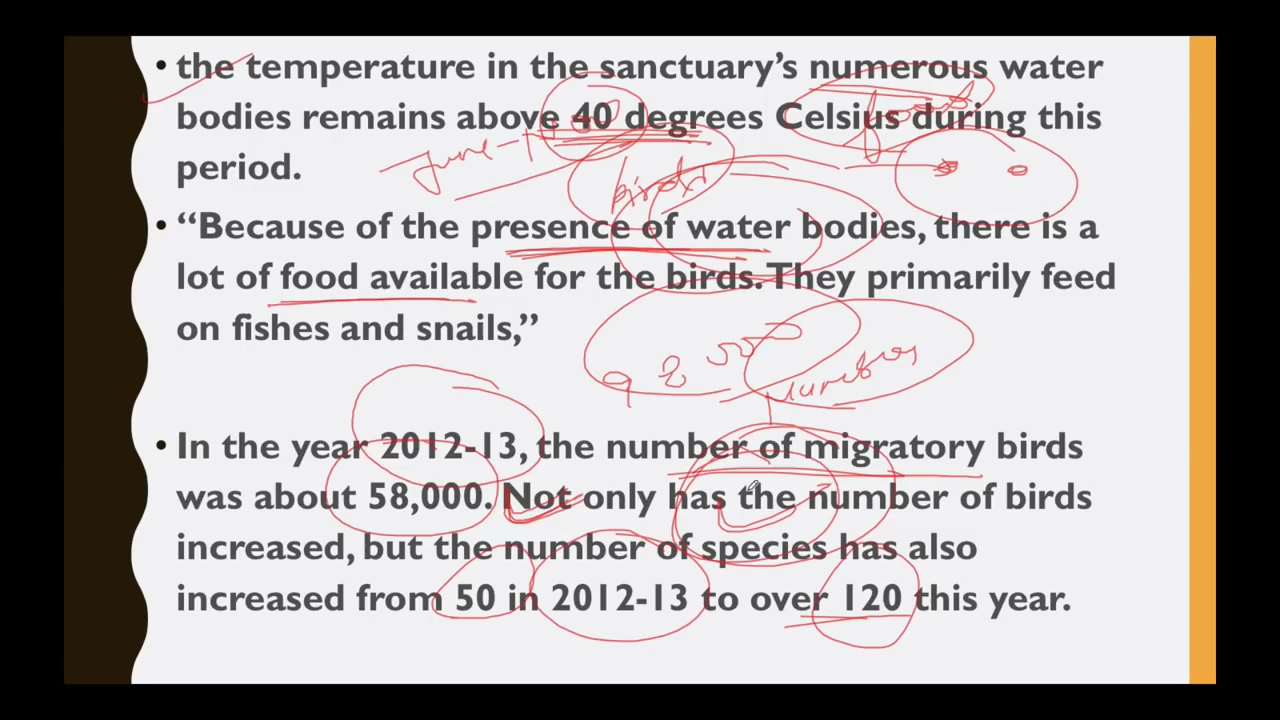 • the temperature in the sanctuary's numerous water
bodies remains above 40 degrees Celsius during this
period.
June-
birds
• “Because of the presence of water bodies, there is a
lot of food available for the birds. They primarily feed
on fishes and snails,”
• In the year 2012-13, the number of migratory birds
was about 58,000. Not only has the number of birds
increased, but the number of species has also
increased from 50 in 2012-13 to over 120 this year.